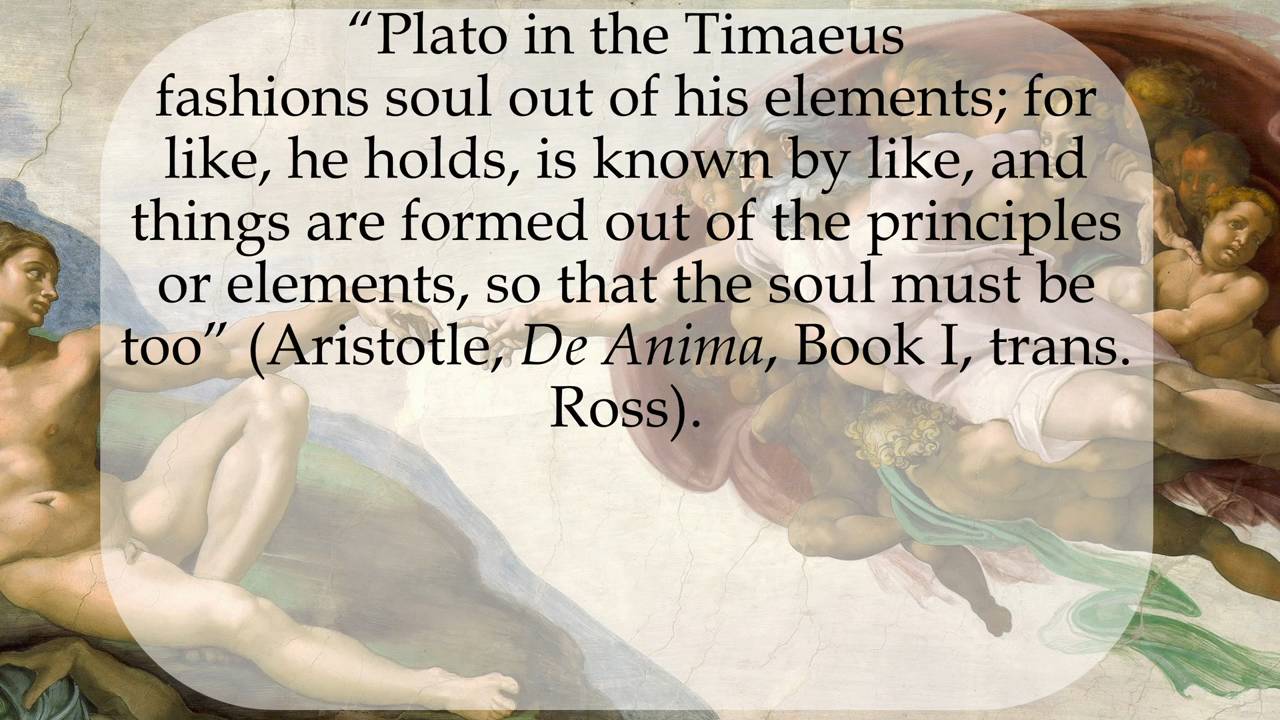 “Plato in the Timaeus
fashions soul out of his elements; for
like, he holds, is known by like, and
things are formed out of the principles
or elements, so that the soul must be
too” (Aristotle, De Anima, Book I, trans.
Ross).